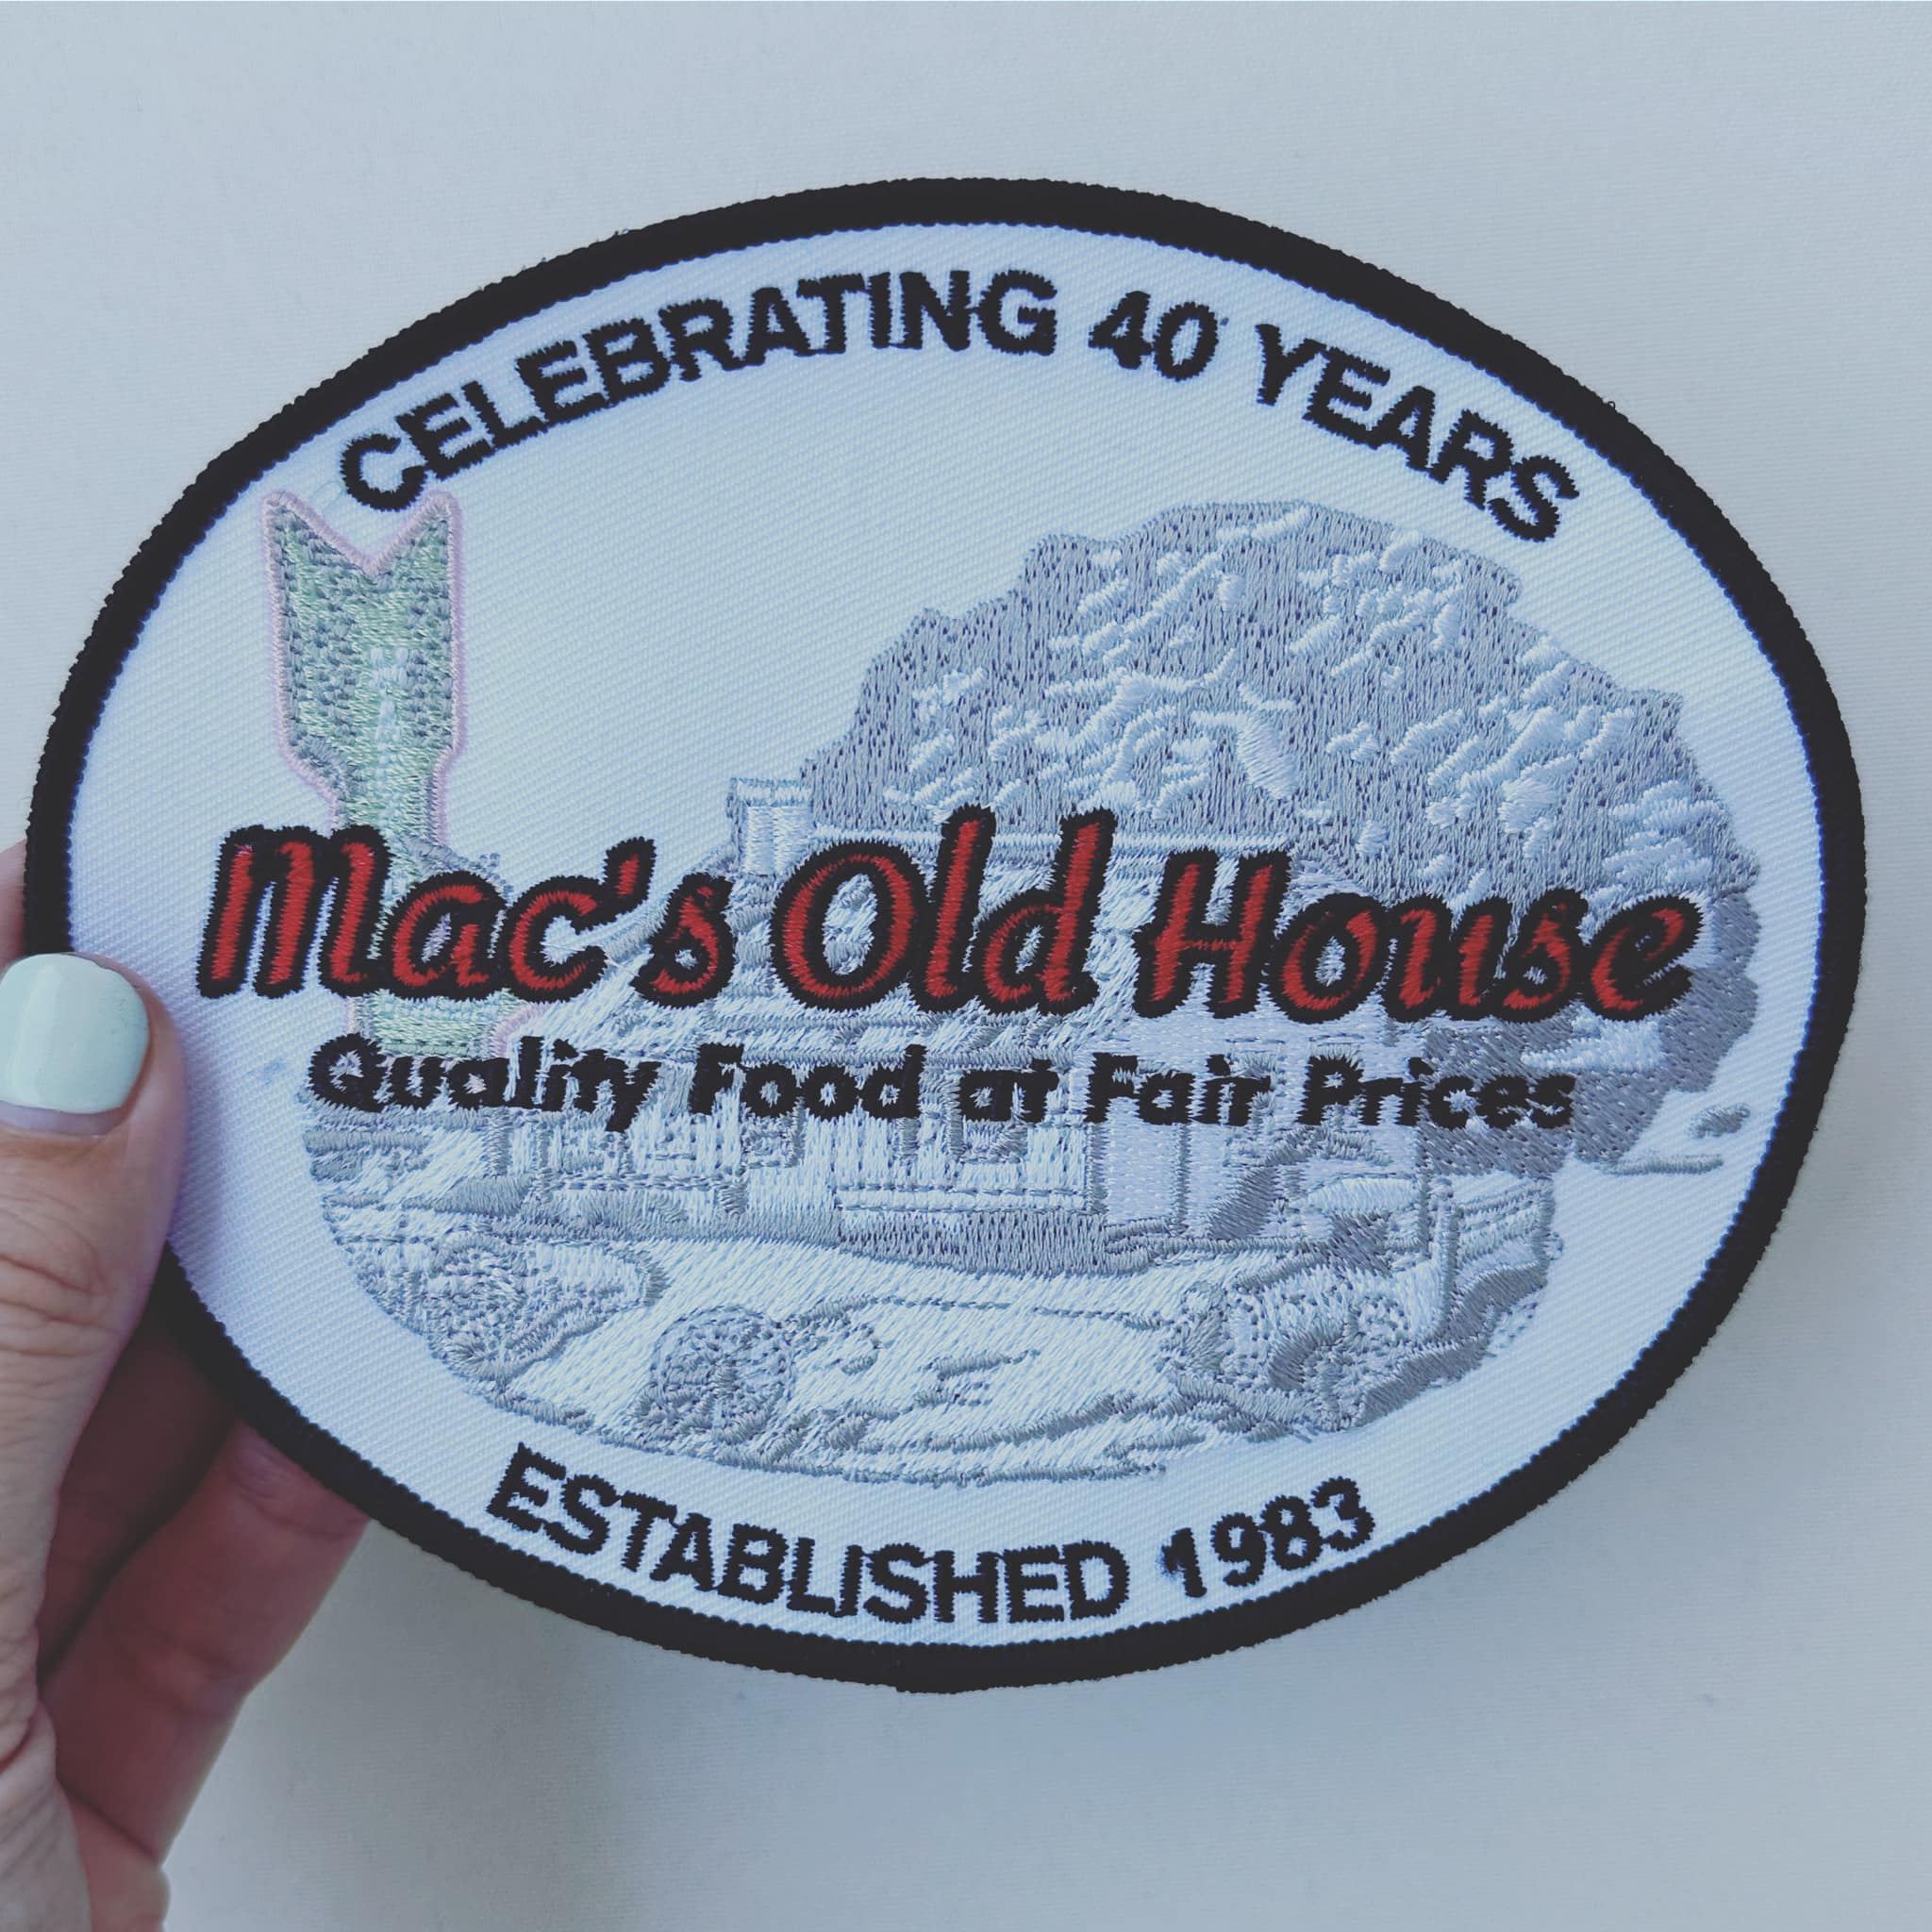 CELEBRATING 40 YEARS
Mac's Old House
Quality Food at Fair Prices
ESTABLISHED 1983